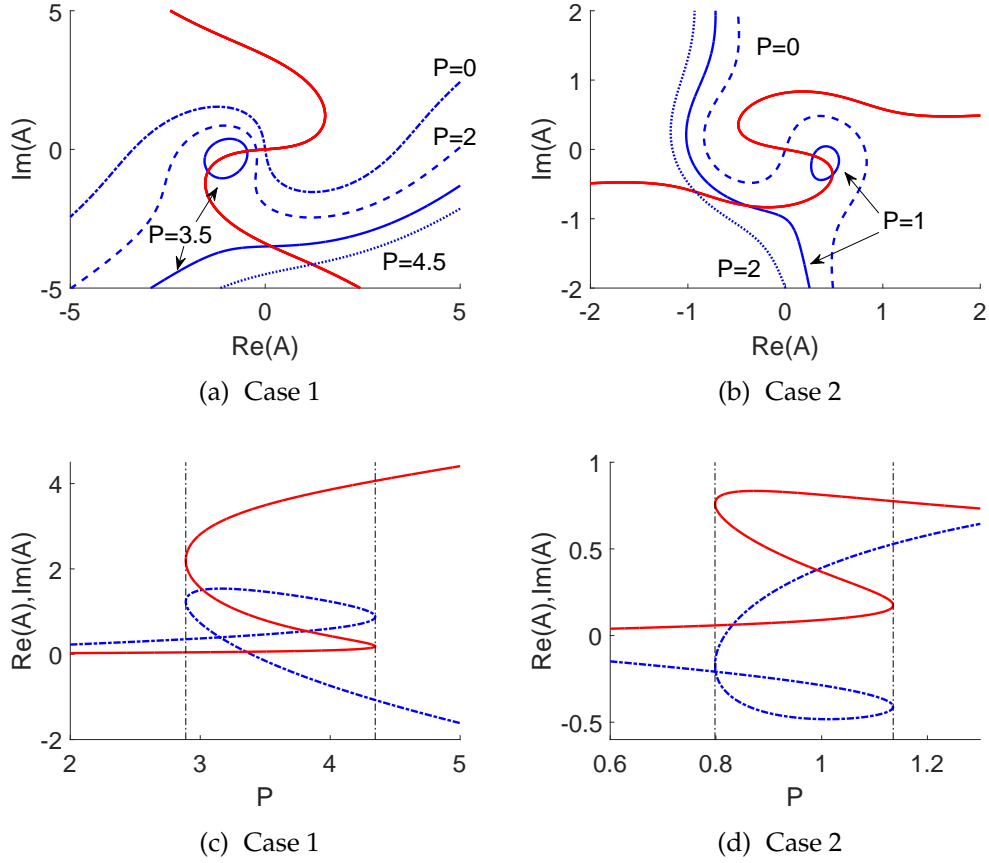 5
0
-5
-5
0
5
Re(A)
Im(A)
P=0
P=2
P=3.5
P=4.5
(a) Case 1
2
1
0
-1
-2
-2
-1
0
1
2
Re(A)
Im(A)
P=0
P=1
P=2
(b) Case 2
4
2
0
-2
2
3
4
5
P
Re(A),Im(A)
(c) Case 1
1
0.5
0
-0.5
0.6
0.8
1
1.2
P
Re(A),Im(A)
(d) Case 2